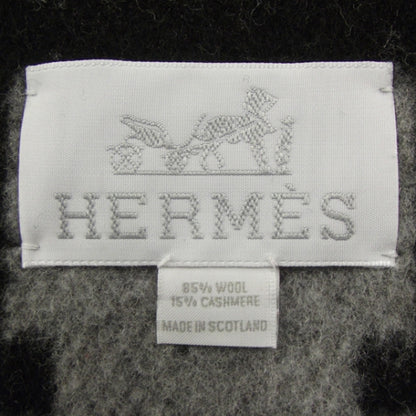 HERMÈS
85% WOOL
15% CASHMERE
MADE IN SCOTLAND